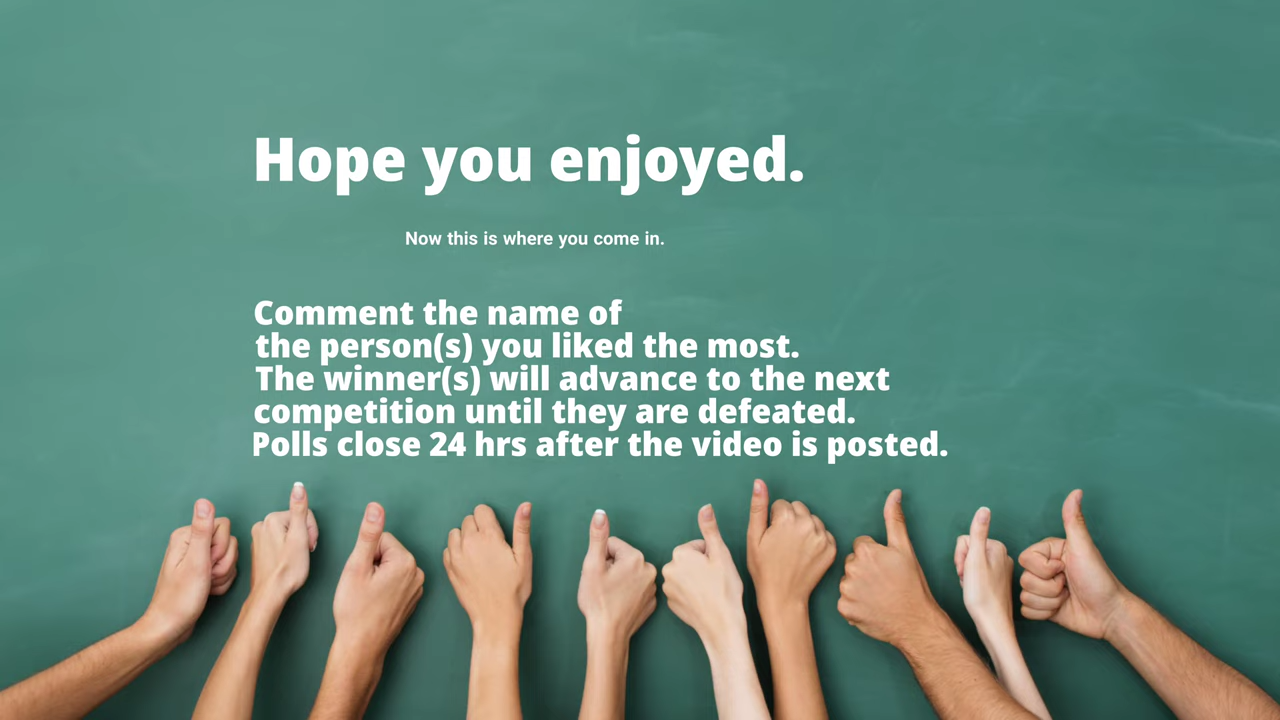 Hope you enjoyed.
Now this is where you come in.
Comment the name of
the person(s) you liked the most.
The winner(s) will advance to the next
competition until they are defeated.
Polls close 24 hrs after the video is posted.